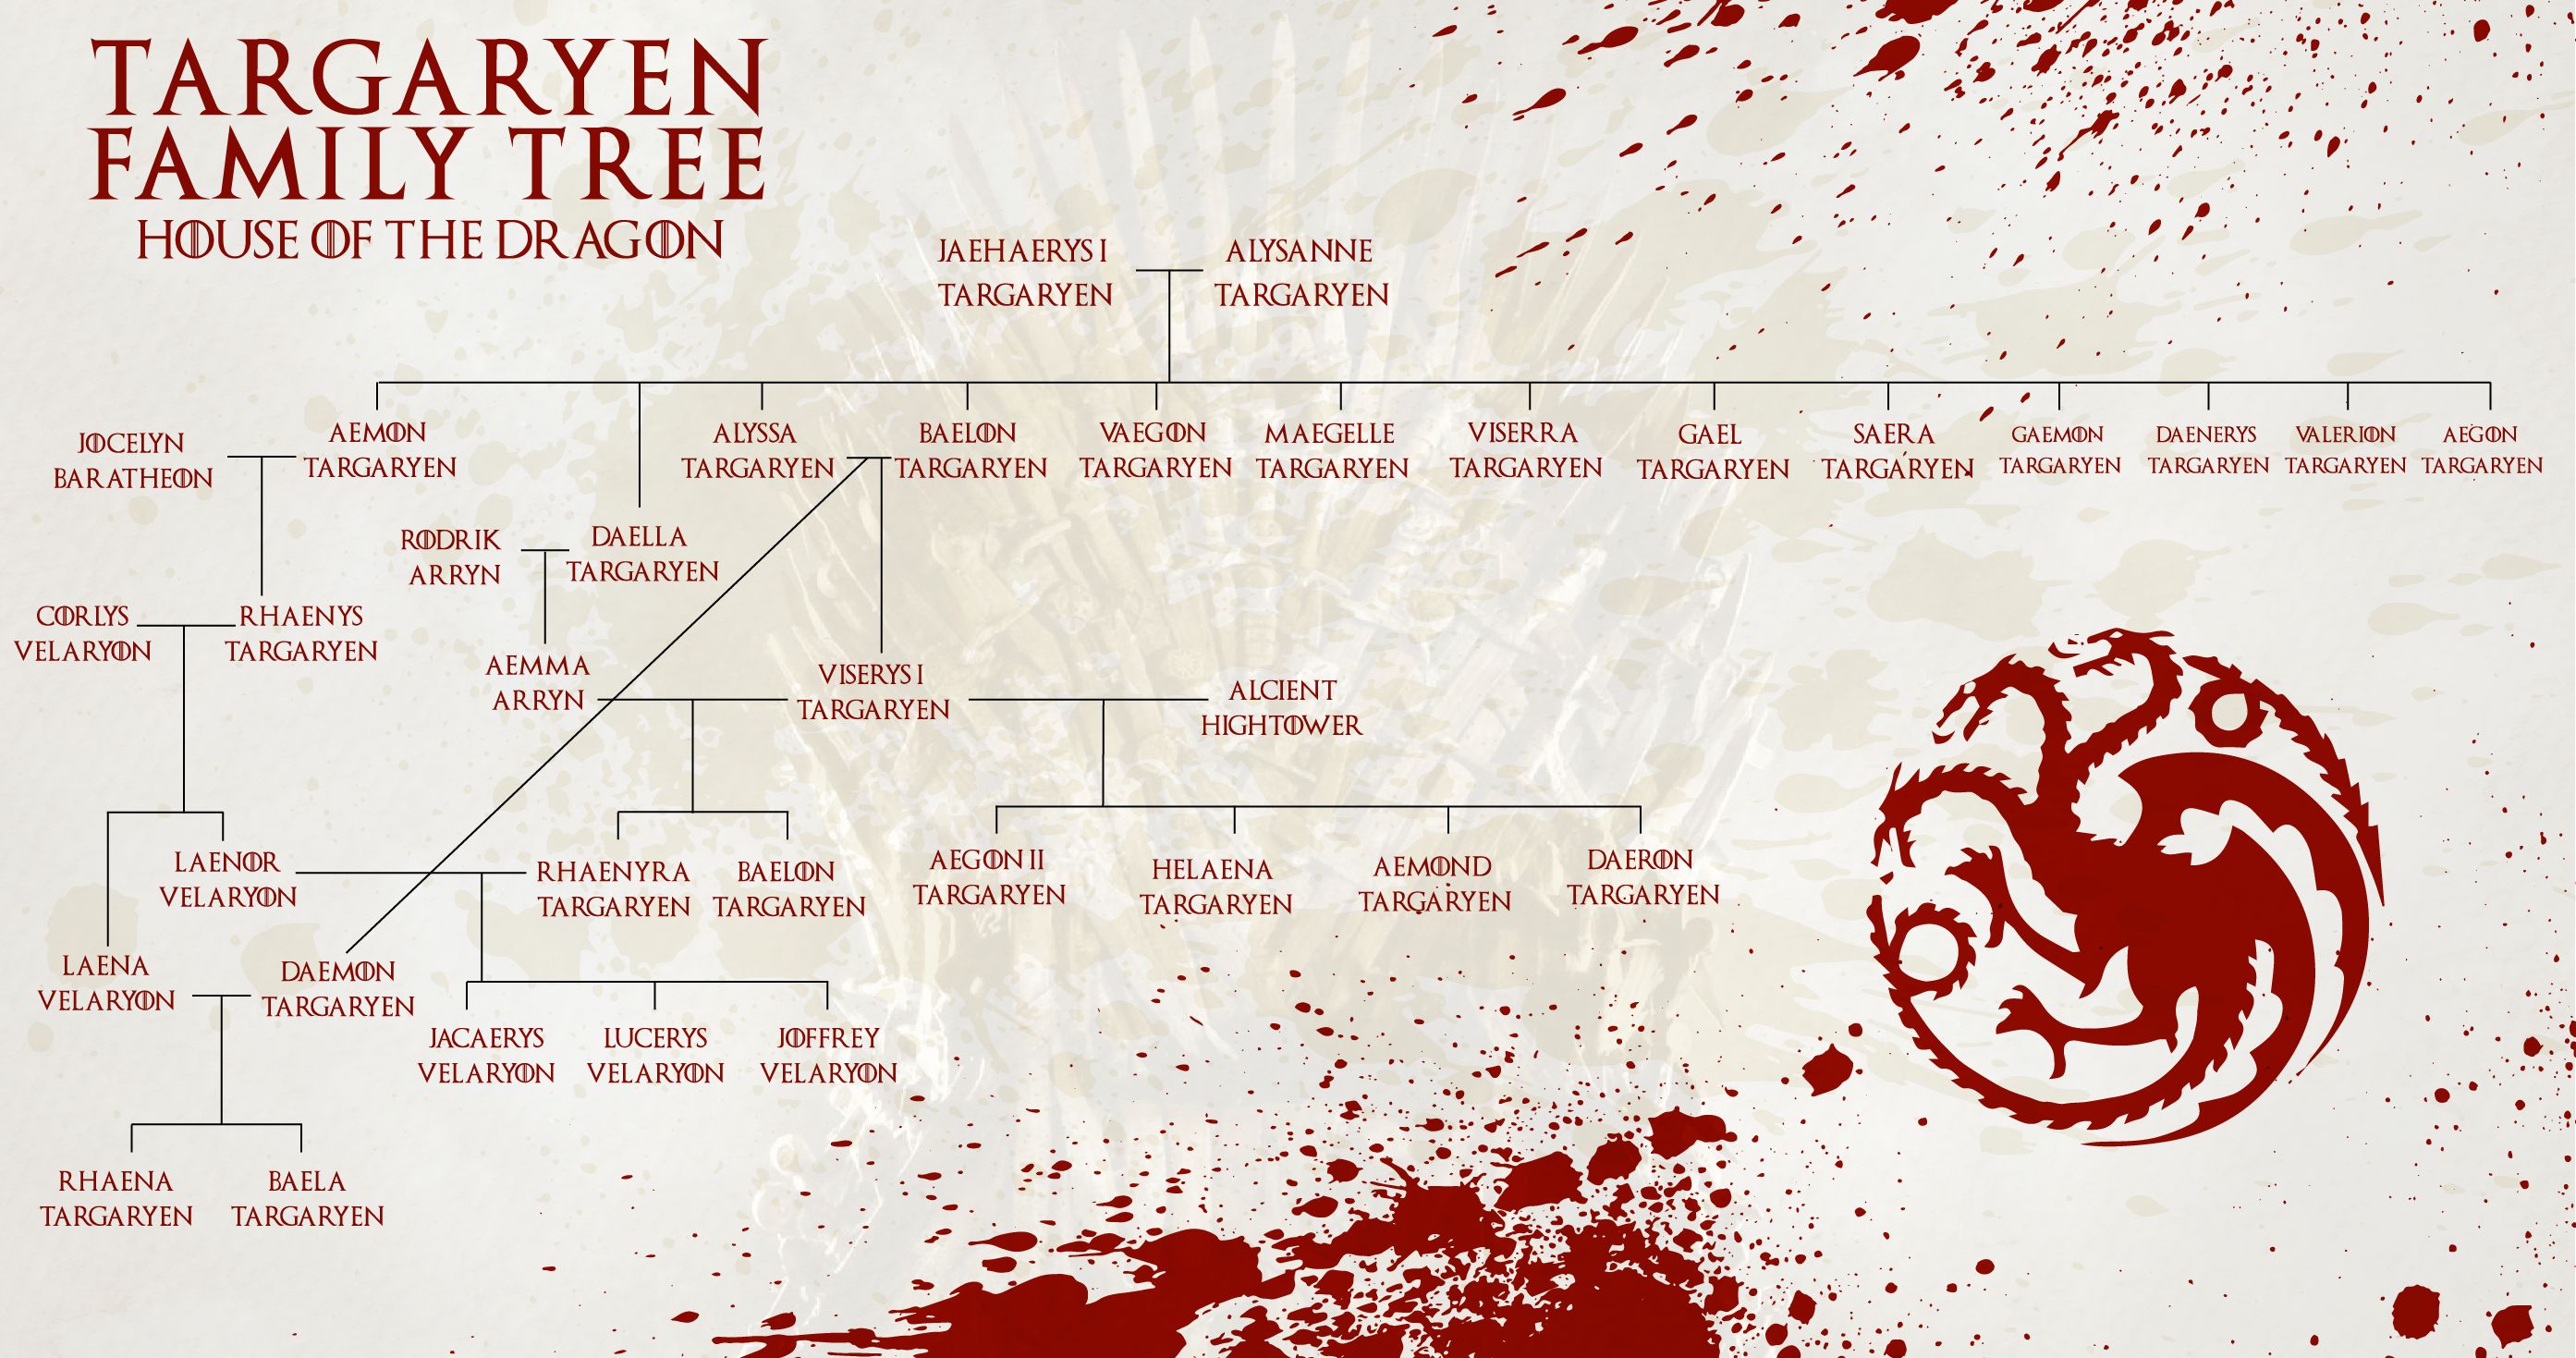 TARGARYEN
FAMILY TREE
HOUSE OF THE DRAGON
JAEHAERYS I
TARGARYEN
ALYSANNE
TARGARYEN
JOCELYN
BARATHEON
AEMON
TARGARYEN
ALYSSA
TARGARYEN
BAELON
TARGARYEN
VAEGON
TARGARYEN
MAEGELLE
TARGARYEN
VISERRA
TARGARYEN
GAEL
TARGARYEN
SAERA
TARGARYEN
GAEMON
TARGARYEN
DAENERYS
TARGARYEN
VALERION
TARGARYEN
AEGON
TARGARYEN
RODRIK
ARRYN
DAELLA
TARGARYEN
CORLYS
VELARYON
RHAENYS
TARGARYEN
AEMMA
ARRYN
VISERYS I
TARGARYEN
ALCIENT
HIGHTOWER
LAENOR
VELARYON
RHAENYRA
TARGARYEN
BAELON
TARGARYEN
AEGON II
TARGARYEN
HELAENA
TARGARYEN
AEMOND
TARGARYEN
DAERON
TARGARYEN
LAENA
VELARYON
DAEMON
TARGARYEN
JACAERYS
VELARYON
LUCERYS
VELARYON
JOFFREY
VELARYON
RHAENA
TARGARYEN
BAELA
TARGARYEN